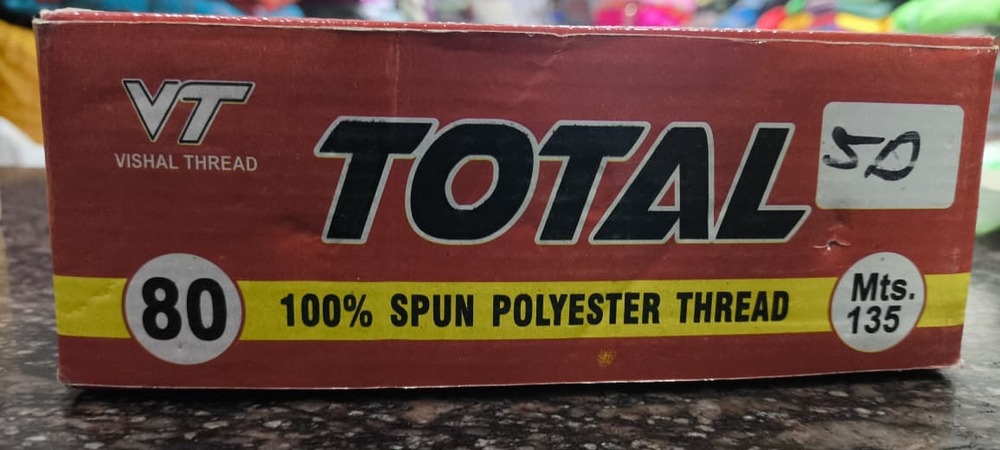 VT
VISHAL THREAD
TOTAL
50
80
100% SPUN POLYESTER THREAD
Mts.
135